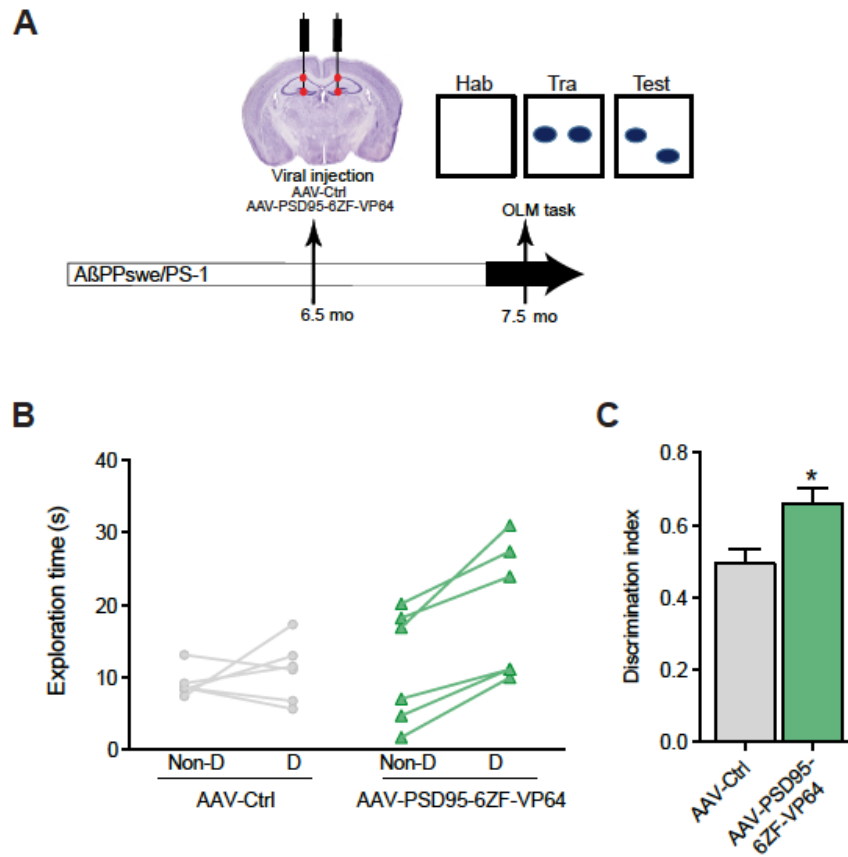 A
Hab Tra Test
Viral injection
AAV-Ctrl
AAV-PSD95-6ZF-VP64
OLM task
AßPPswe/PS-1
6.5 mo
7.5 mo
B
Exploration time (s)
40
30
20
10
0
Non-D D Non-D D
AAV-Ctrl AAV-PSD95-6ZF-VP64
C
Discrimination index
0.8
0.6
0.4
0.2
0.0
*
AAV-Ctrl
AAV-PSD95-
6ZF-VP64